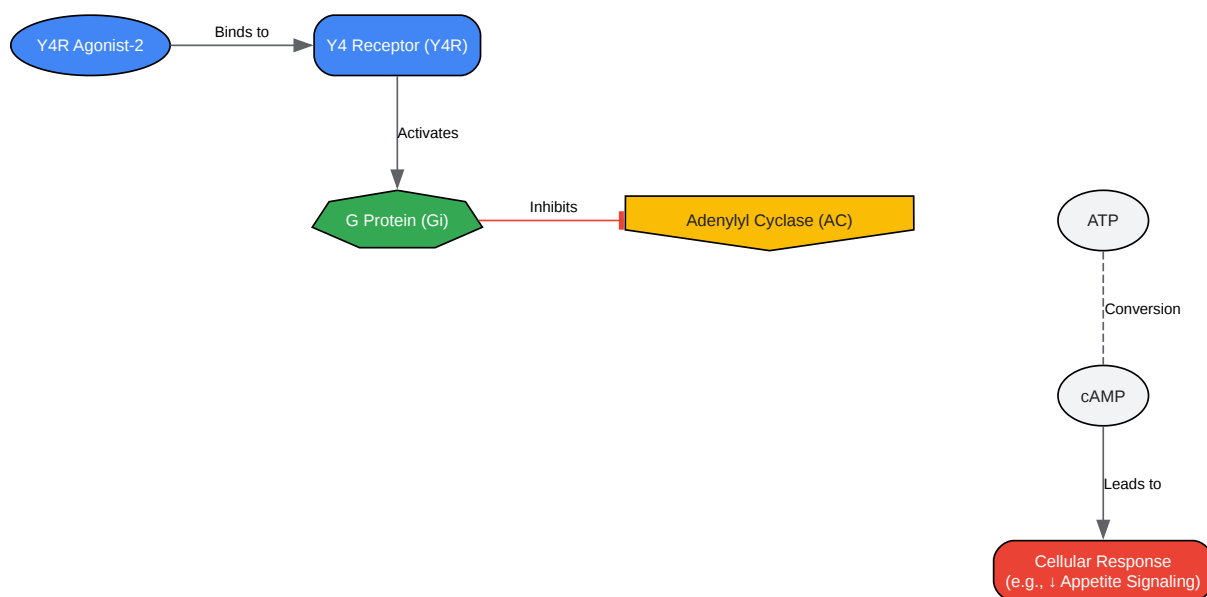 Y4R Agonist-2
Binds to
Y4 Receptor (Y4R)
Activates
G Protein (Gi)
Inhibits
Adenylyl Cyclase (AC)
ATP
Conversion
cAMP
Leads to
Cellular Response
(e.g., ↓ Appetite Signaling)